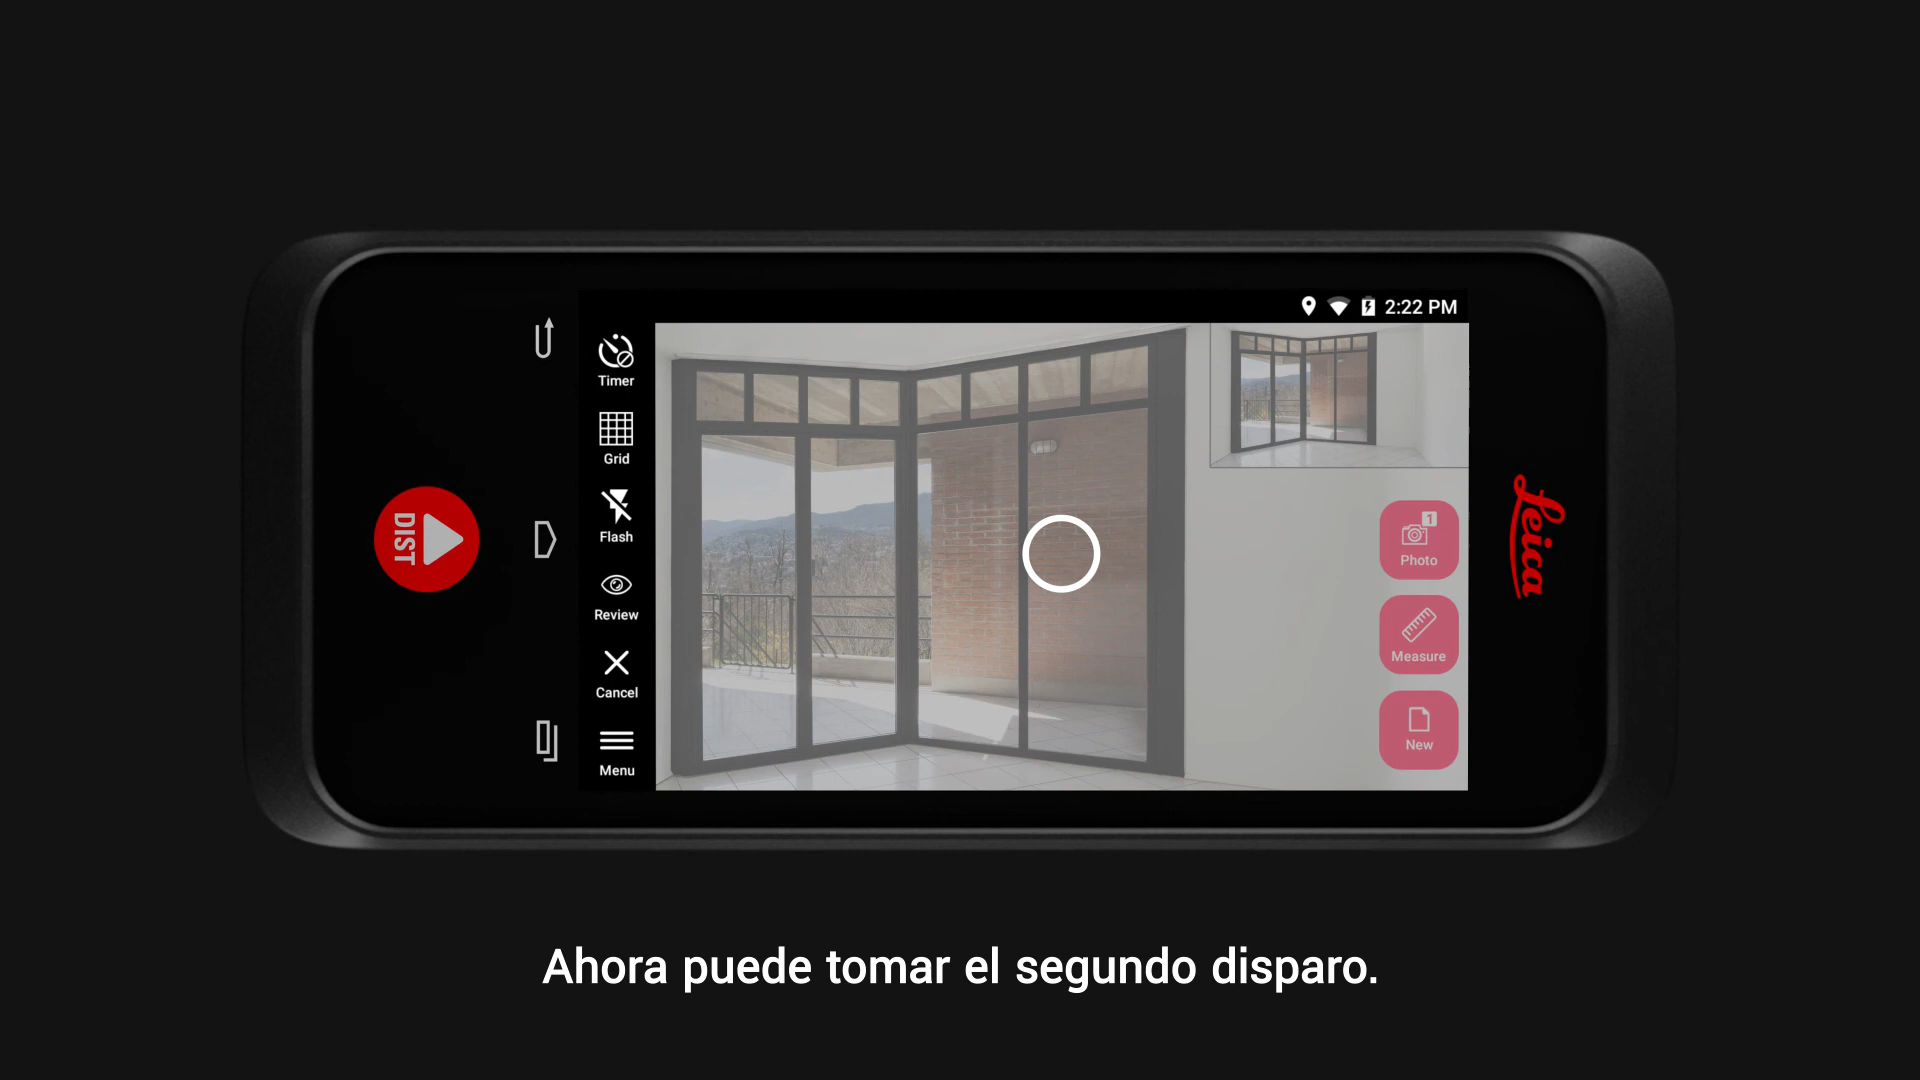 2:22 PM
Timer
Grid
Flash
Review
Cancel
Menu
1
Photo
Measure
New
DIST
Leica
Ahora puede tomar el segundo disparo.